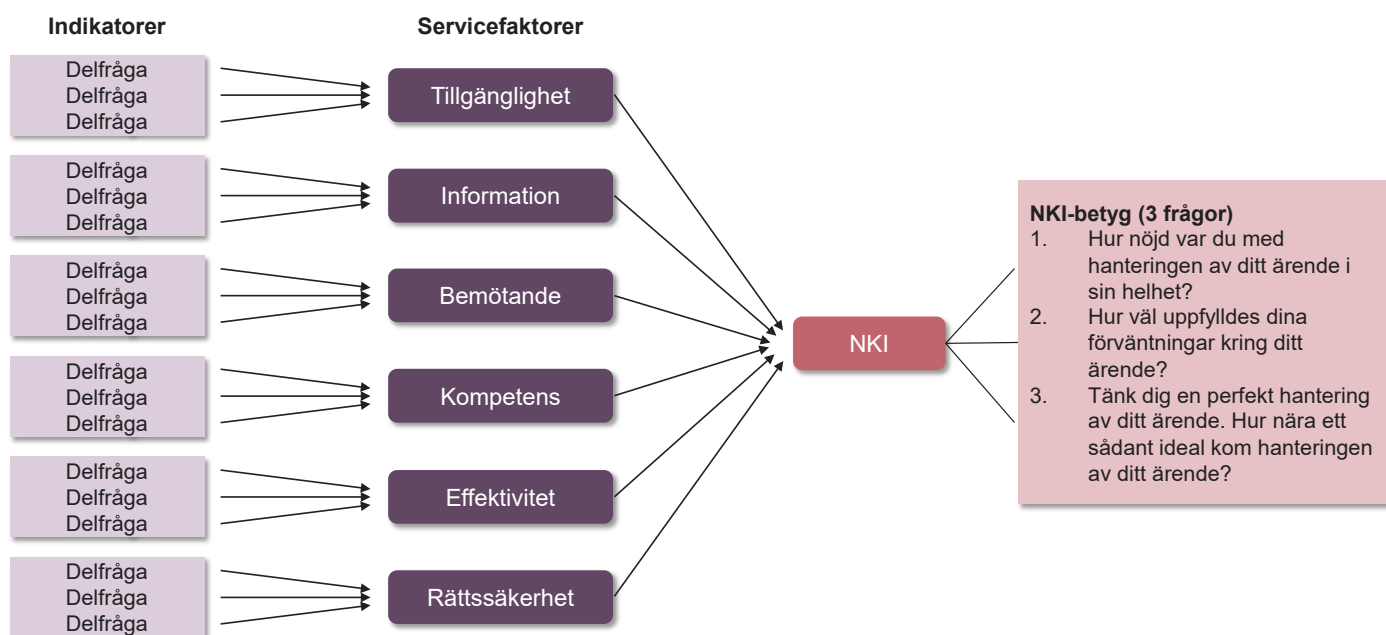 Indikatorer
Servicefaktorer
Delfråga
Delfråga
Delfråga
Tillgänglighet
Delfråga
Delfråga
Delfråga
Information
Delfråga
Delfråga
Delfråga
Bemötande
Delfråga
Delfråga
Delfråga
Kompetens
Delfråga
Delfråga
Delfråga
Effektivitet
Delfråga
Delfråga
Delfråga
Rättssäkerhet
NKI
NKI-betyg (3 frågor)
1. Hur nöjd var du med
hanteringen av ditt ärende i
sin helhet?
2. Hur väl uppfylldes dina
förväntningar kring ditt
ärende?
3. Tänk dig en perfekt hantering
av ditt ärende. Hur nära ett
sådant ideal kom hanteringen
av ditt ärende?